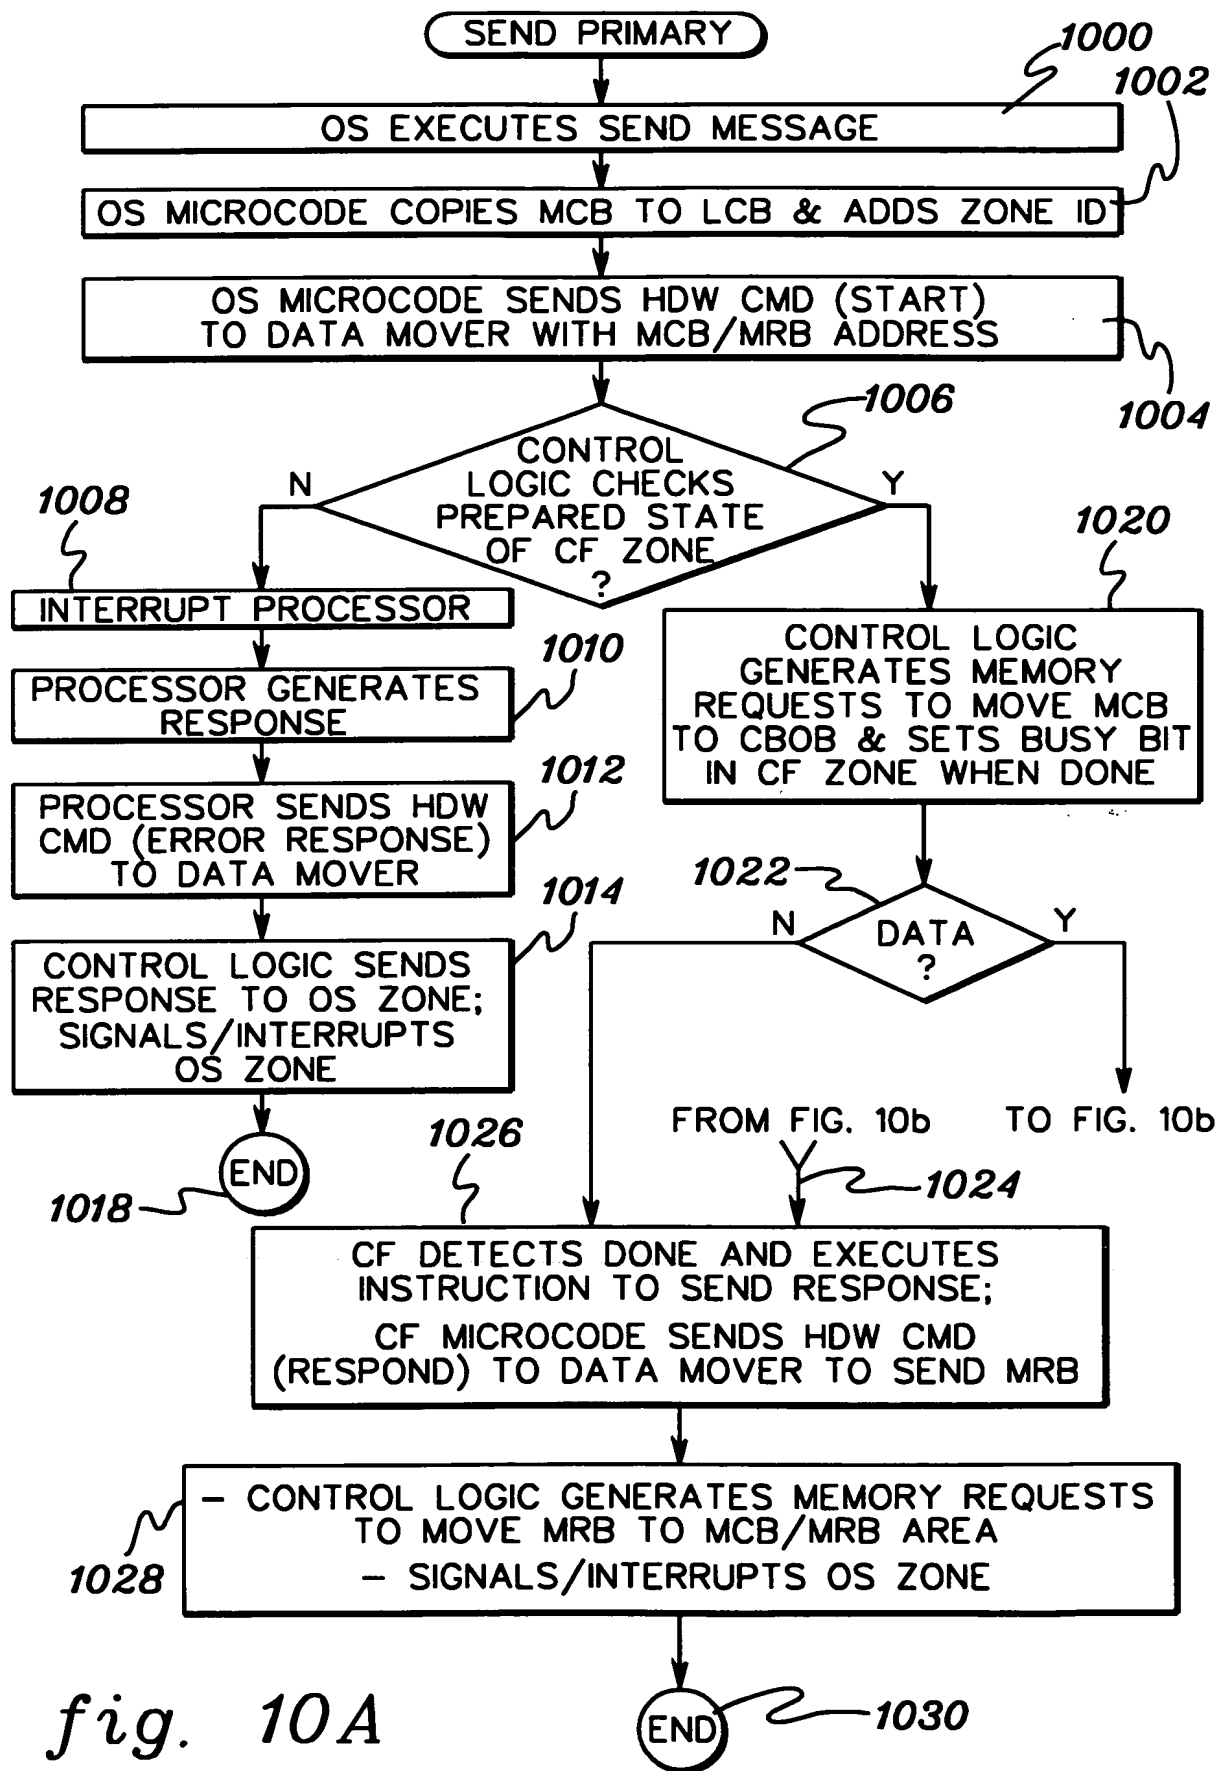 SEND PRIMARY
1000
1002
OS EXECUTES SEND MESSAGE
OS MICROCODE COPIES MCB TO LCB & ADDS ZONE ID
OS MICROCODE SENDS HDW CMD (START)
TO DATA MOVER WITH MCB/MRB ADDRESS
1004
1006
CONTROL
LOGIC CHECKS
PREPARED STATE
OF CF ZONE
?
N
Y
1008
INTERRUPT PROCESSOR
1010
PROCESSOR GENERATES
RESPONSE
1012
PROCESSOR SENDS HDW
CMD (ERROR RESPONSE)
TO DATA MOVER
1014
CONTROL LOGIC SENDS
RESPONSE TO OS ZONE;
SIGNALS/INTERRUPTS
OS ZONE
END
1018
1020
CONTROL LOGIC
GENERATES MEMORY
REQUESTS TO MOVE MCB
TO CBOB & SETS BUSY BIT
IN CF ZONE WHEN DONE
1022
N
DATA
?
Y
FROM FIG. 10b
TO FIG. 10b
1024
1026
CF DETECTS DONE AND EXECUTES
INSTRUCTION TO SEND RESPONSE;
CF MICROCODE SENDS HDW CMD
(RESPOND) TO DATA MOVER TO SEND MRB
– CONTROL LOGIC GENERATES MEMORY REQUESTS
TO MOVE MRB TO MCB/MRB AREA
– SIGNALS/INTERRUPTS OS ZONE
1028
END
1030
fig. 10A